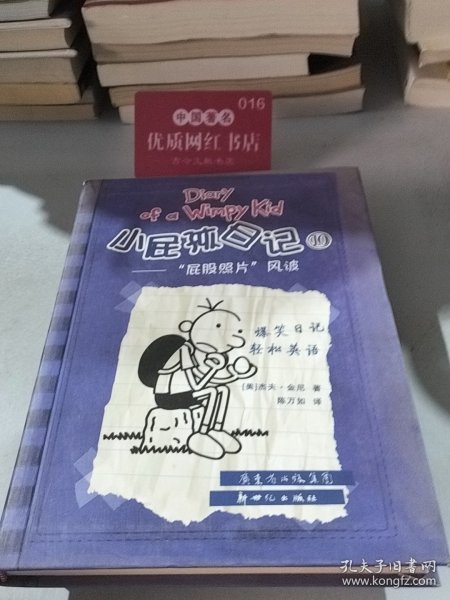 016
中国著名
优质网红书店
Diary
of a Wimpy Kid
小屁孩日记⑩
——“屁股照片”风波
爆笑日记
轻松英语
[美]杰夫·金尼 著
陈万如 译
广东省出版集团
新世纪出版社
孔夫子旧书网
www.kongfz.com